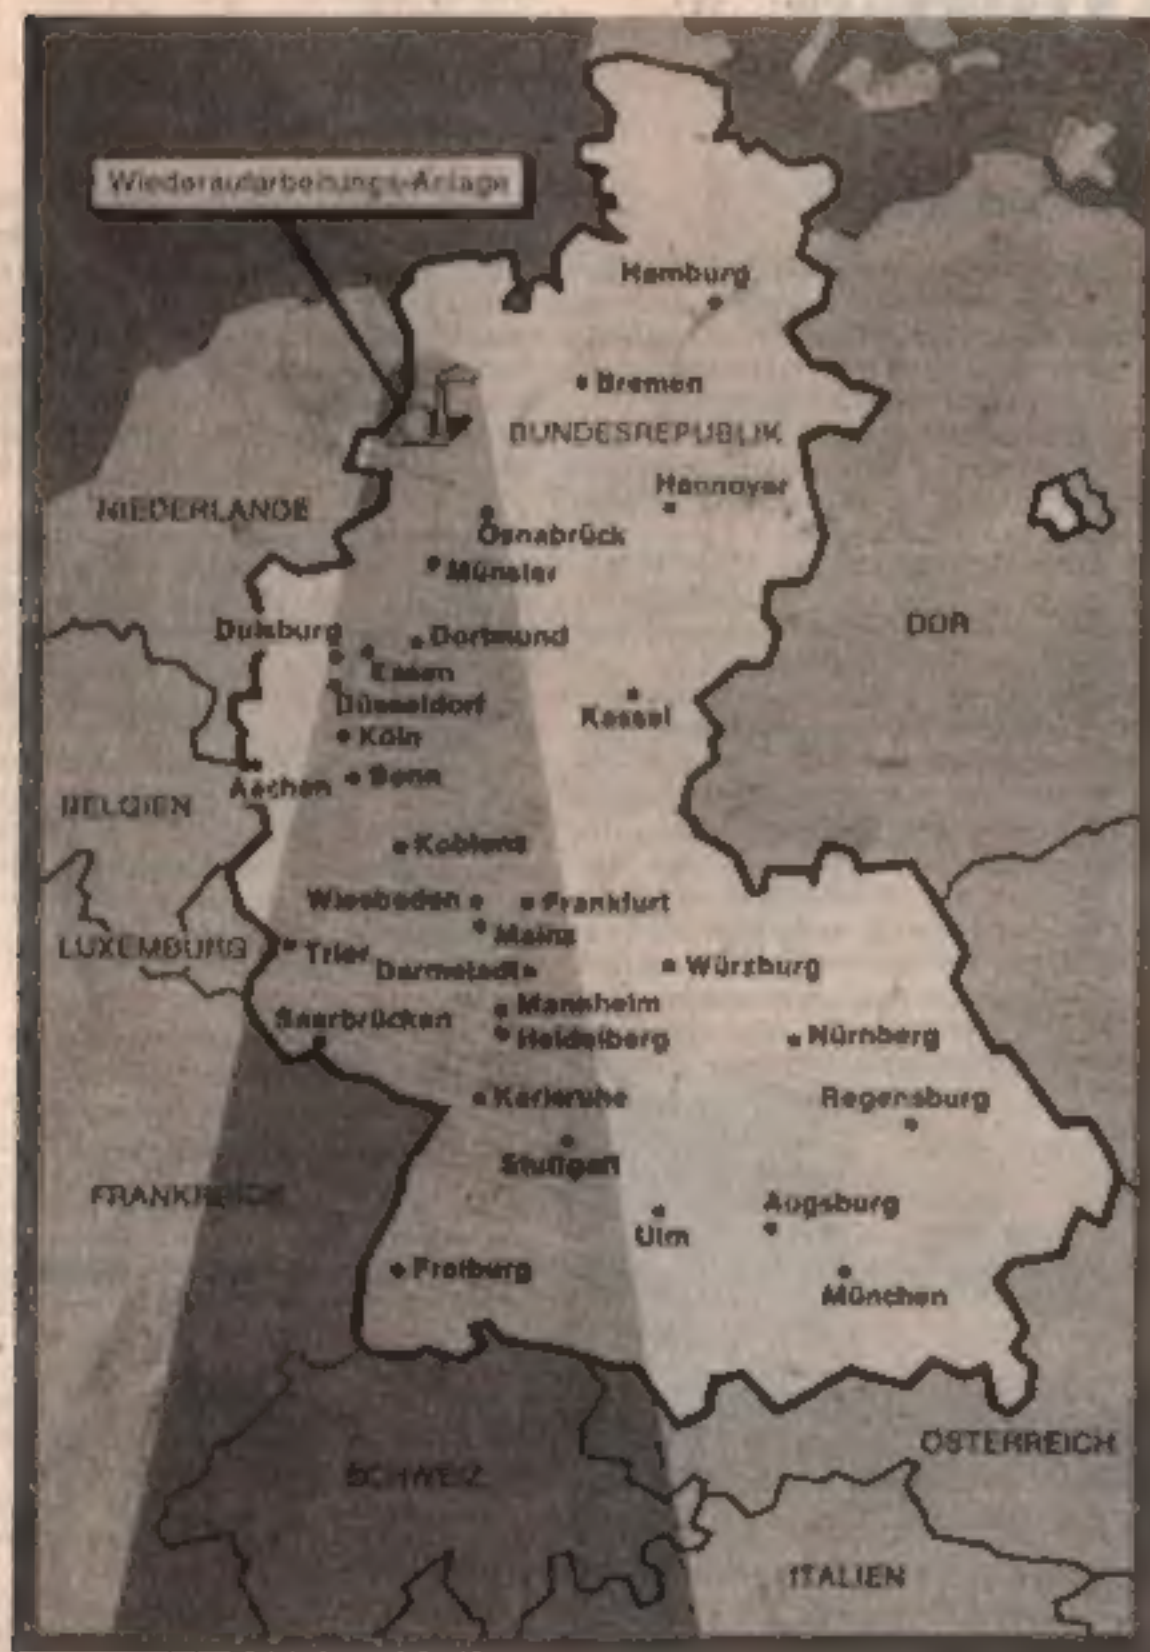 Wiederaufarbeitungs-Anlage
Hamburg
Bremen
BUNDESREPUBLIK
Hannover
NIEDERLANDE
Osnabrück
Münster
DDR
Duisburg
Dortmund
Essen
Düsseldorf
Kassel
Köln
Bonn
Aachen
BELGIEN
Koblenz
Wiesbaden
Frankfurt
Mainz
LUXEMBURG
Trier
Darmstadt
Würzburg
Mannheim
Saarbrücken
Heidelberg
Nürnberg
Karlsruhe
Regensburg
Stuttgart
FRANKREICH
Augsburg
Ulm
Freiburg
München
ÖSTERREICH
SCHWEIZ
ITALIEN